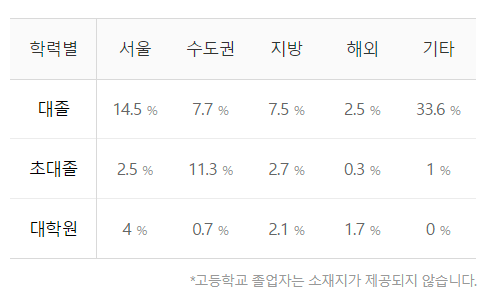 학력별 서울 수도권 지방 해외 기타
대졸 14.5 % 7.7 % 7.5 % 2.5 % 33.6 %
초대졸 2.5 % 11.3 % 2.7 % 0.3 % 1 %
대학원 4 % 0.7 % 2.1 % 1.7 % 0 %
*고등학교 졸업자는 소재지가 제공되지 않습니다.